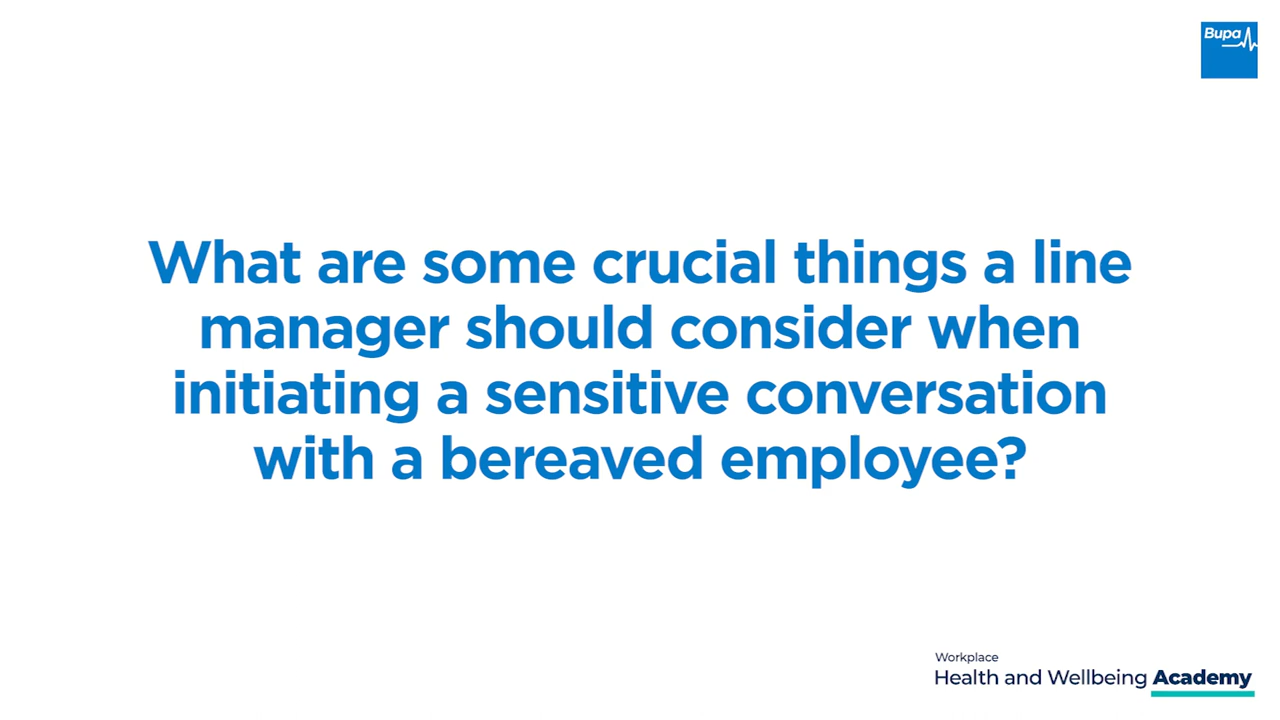 Bupa
What are some crucial things a line
manager should consider when
initiating a sensitive conversation
with a bereaved employee?
Workplace
Health and Wellbeing Academy